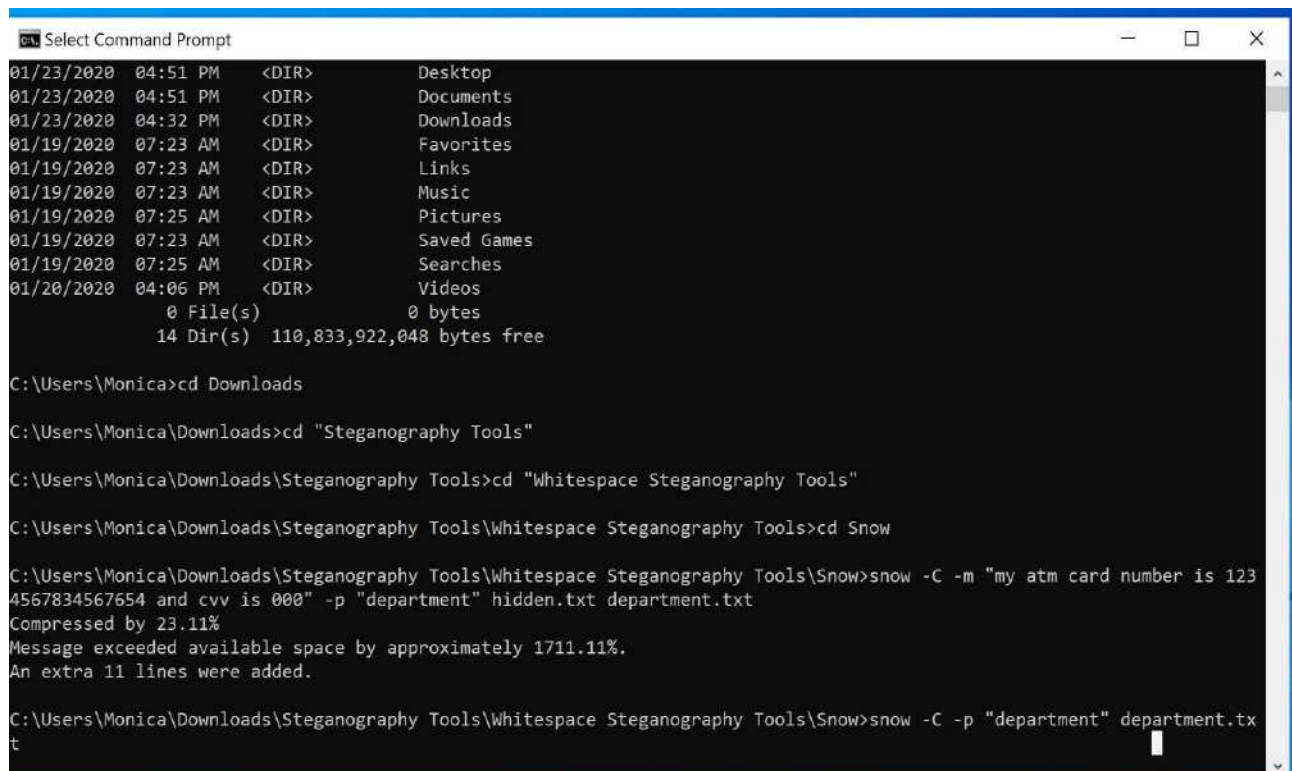 Select Command Prompt
01/23/2020 04:51 PM <DIR> Desktop
01/23/2020 04:51 PM <DIR> Documents
01/23/2020 04:32 PM <DIR> Downloads
01/19/2020 07:23 AM <DIR> Favorites
01/19/2020 07:23 AM <DIR> Links
01/19/2020 07:23 AM <DIR> Music
01/19/2020 07:25 AM <DIR> Pictures
01/19/2020 07:23 AM <DIR> Saved Games
01/19/2020 07:25 AM <DIR> Searches
01/20/2020 04:06 PM <DIR> Videos
0 File(s) 0 bytes
14 Dir(s) 110,833,922,048 bytes free
C:\Users\Monica>cd Downloads
C:\Users\Monica\Downloads>cd "Steganography Tools"
C:\Users\Monica\Downloads\Steganography Tools>cd "Whitespace Steganography Tools"
C:\Users\Monica\Downloads\Steganography Tools\Whitespace Steganography Tools>cd Snow
C:\Users\Monica\Downloads\Steganography Tools\Whitespace Steganography Tools\Snow>snow -C -m "my atm card number is 123
4567834567654 and cvv is 000" -p "department" hidden.txt department.txt
Compressed by 23.11%
Message exceeded available space by approximately 1711.11%.
An extra 11 lines were added.
C:\Users\Monica\Downloads\Steganography Tools\Whitespace Steganography Tools\Snow>snow -C -p "department" department.tx
t